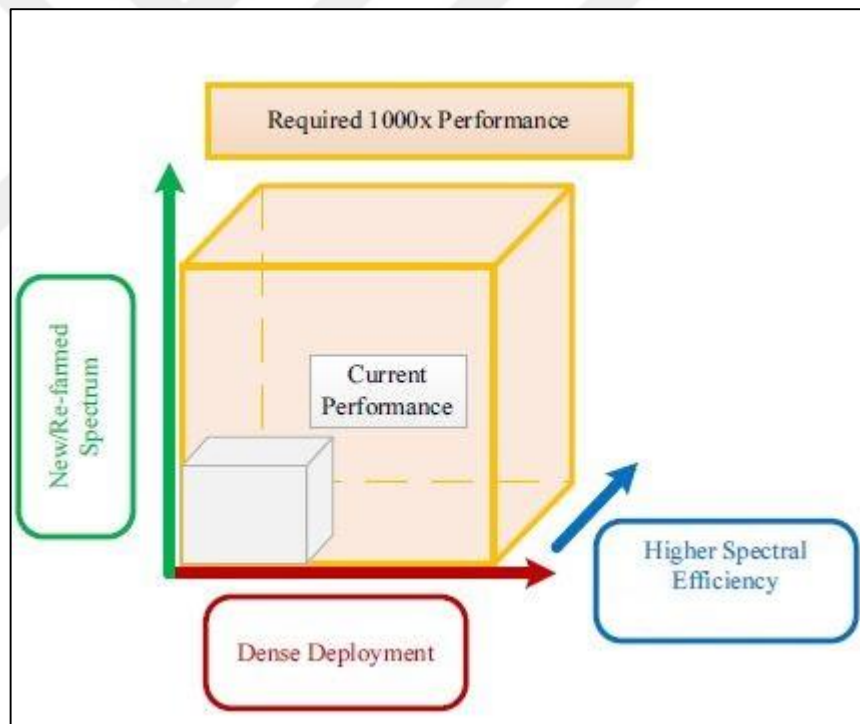 Required 1000x Performance
New/Re-farmed
Spectrum
Current
Performance
Higher Spectral
Efficiency
Dense Deployment